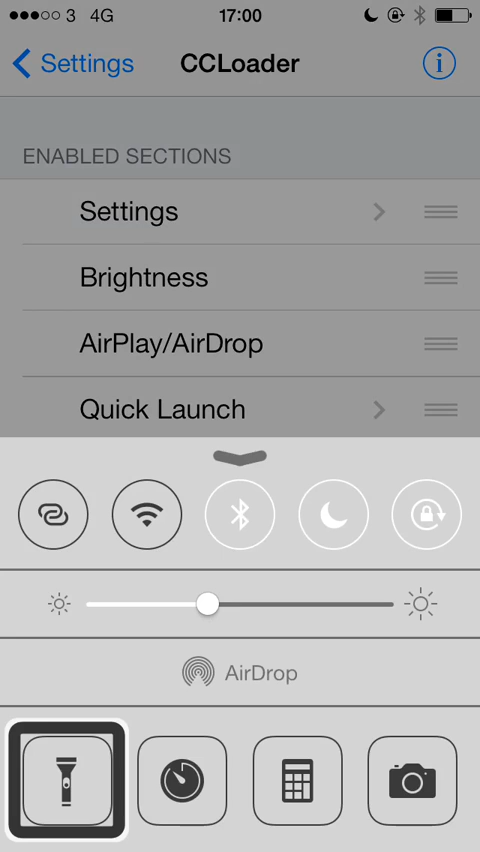 3 4G 17:00
Settings CCLoader i
ENABLED SECTIONS
Settings
Brightness
AirPlay/AirDrop
Quick Launch
AirDrop